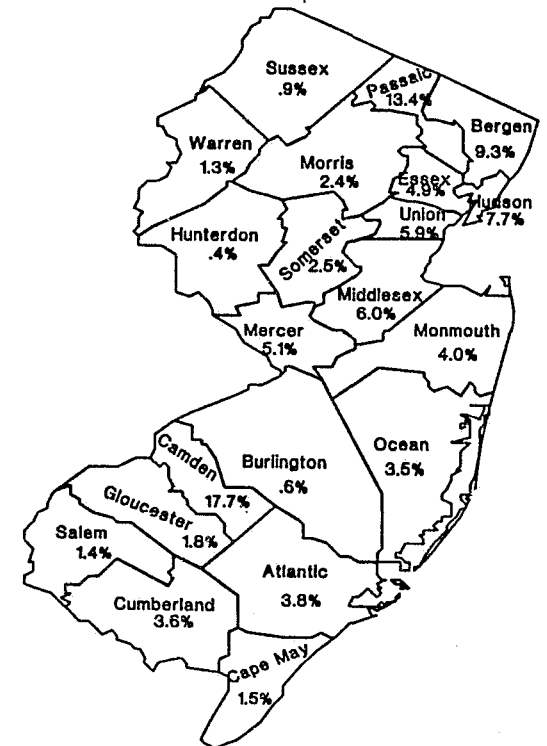 Sussex
.9%
Passaic
13.4%
Bergen
9.3%
Warren
1.3%
Morris
2.4%
Essex
4.9%
Hudson
7.7%
Union
5.9%
Hunterdon
.4%
Somerset
2.5%
Middlesex
6.0%
Mercer
5.1%
Monmouth
4.0%
Ocean
3.5%
Burlington
.6%
Camden
17.7%
Gloucester
1.8%
Salem
1.4%
Atlantic
3.8%
Cumberland
3.6%
Cape May
1.5%